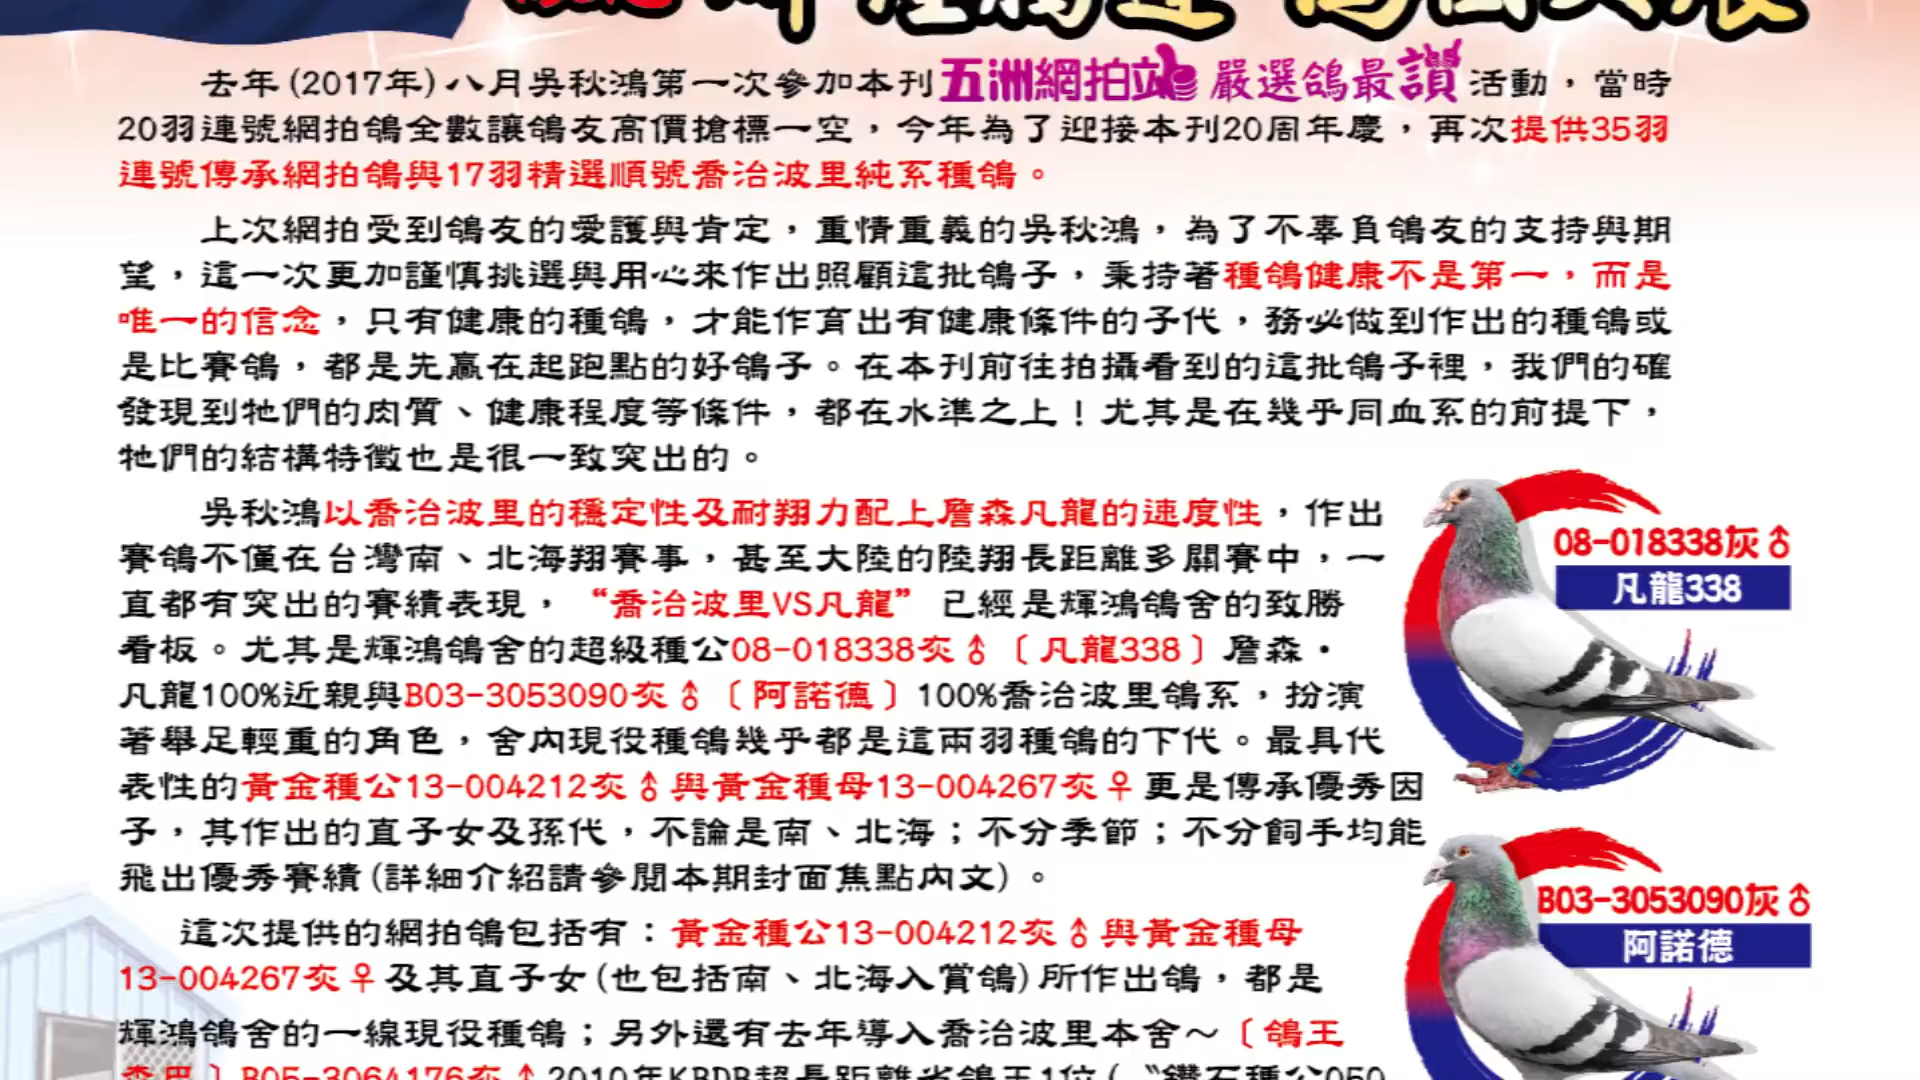 去年(2017年)八月吳秋鴻第一次參加本刊五洲網拍站 嚴選鴿最讚活動，當時
20羽連號網拍鴿全數讓鴿友高價搶標一空，今年為了迎接本刊20周年慶，再次提供35羽
連號傳承網拍鴿與17羽精選順號喬治波里純系種鴿。
上次網拍受到鴿友的愛護與肯定，重情重義的吳秋鴻，為了不辜負鴿友的支持與期
望，這一次更加謹慎挑選與用心來作出照顧這批鴿子，秉持著種鴿健康不是第一，而是
唯一的信念，只有健康的種鴿，才能作育出有健康條件的子代，務必做到作出的種鴿或
是比賽鴿，都是先贏在起跑點的好鴿子。在本刊前往拍攝看到的這批鴿子裡，我們的確
發現到牠們的肉質、健康程度等條件，都在水準之上！尤其是在幾乎同血系的前提下，
牠們的結構特徵也是很一致突出的。
吳秋鴻以喬治波里的穩定性及耐翔力配上詹森凡龍的速度性，作出
賽鴿不僅在台灣南、北海翔賽事，甚至大陸的陸翔長距離多關賽中，一
直都有突出的賽績表現，“喬治波里VS凡龍”已經是輝鴻鴿舍的致勝
看板。尤其是輝鴻鴿舍的超級種公08-018338灰♂〔凡龍338〕詹森・
凡龍100%近親與B03-3053090灰♂〔阿諾德〕100%喬治波里鴿系，扮演
著舉足輕重的角色，舍內現役種鴿幾乎都是這兩羽種鴿的下代。最具代
表性的黃金種公13-004212灰♂與黃金種母13-004267灰♀更是傳承優秀因
子，其作出的直子女及孫代，不論是南、北海；不分季節；不分飼手均能
飛出優秀賽績(詳細介紹請參閱本期封面焦點內文)。
這次提供的網拍鴿包括有：黃金種公13-004212灰♂與黃金種母
13-004267灰♀及其直子女(也包括南、北海入賞鴿)所作出鴿，都是
輝鴻鴿舍的一線現役種鴿；另外還有去年導入喬治波里本舍～〔鴿王
08-018338灰♂
凡龍338
B03-3053090灰♂
阿諾德